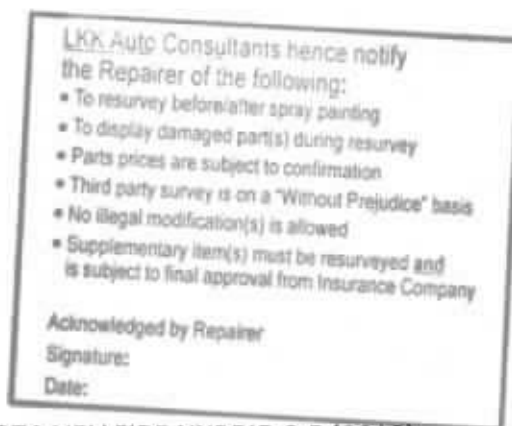 LKK Auto Consultants hence notify
the Repairer of the following:
• To resurvey before/after spray painting
• To display damaged part(s) during resurvey
• Parts prices are subject to confirmation
• Third party survey is on a "Without Prejudice" basis
• No illegal modification(s) is allowed
• Supplementary item(s) must be resurveyed and
is subject to final approval from Insurance Company
Acknowledged by Repairer
Signature:
Date: